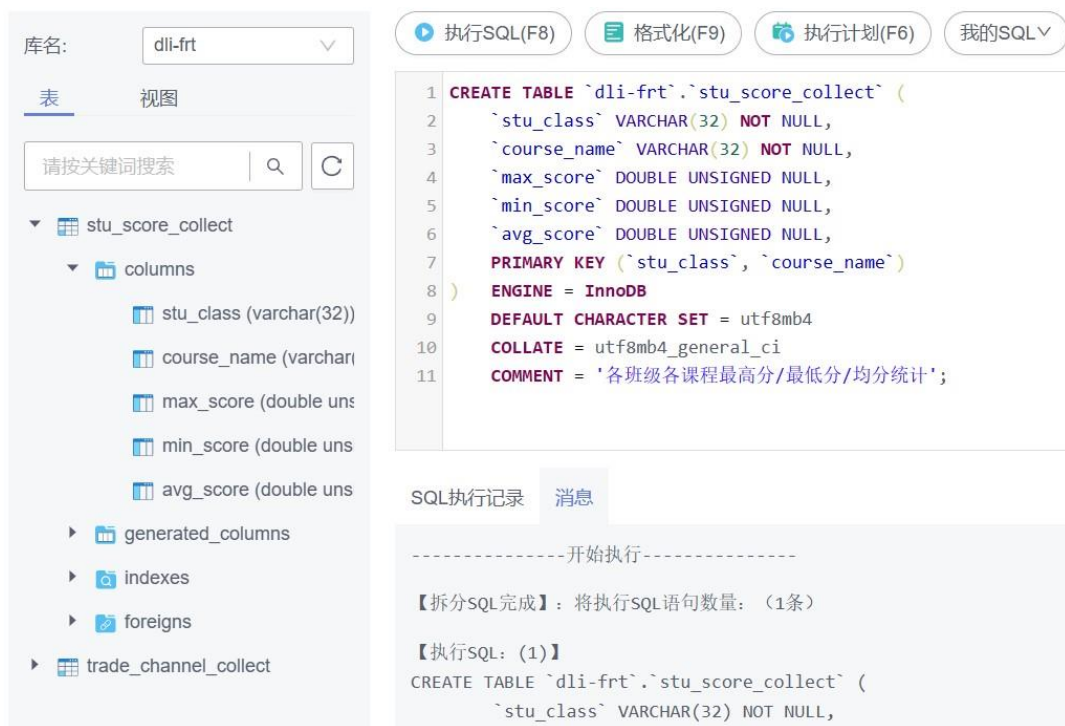 库名:
dli-frt
表
视图
请按关键词搜索
stu_score_collect
columns
stu_class (varchar(32))
course_name (varchar(
max_score (double uns
min_score (double uns
avg_score (double uns
generated_columns
indexes
foreigns
trade_channel_collect
执行SQL(F8)
格式化(F9)
执行计划(F6)
我的SQL
1 CREATE TABLE `dli-frt`.`stu_score_collect` (
2 `stu_class` VARCHAR(32) NOT NULL,
3 `course_name` VARCHAR(32) NOT NULL,
4 `max_score` DOUBLE UNSIGNED NULL,
5 `min_score` DOUBLE UNSIGNED NULL,
6 `avg_score` DOUBLE UNSIGNED NULL,
7 PRIMARY KEY (`stu_class`, `course_name`)
8 ) ENGINE = InnoDB
9 DEFAULT CHARACTER SET = utf8mb4
10 COLLATE = utf8mb4_general_ci
11 COMMENT = '各班级各课程最高分/最低分/均分统计';
SQL执行记录
消息
---------------开始执行---------------
【拆分SQL完成】：将执行SQL语句数量：（1条）
【执行SQL：(1)】
CREATE TABLE `dli-frt`.`stu_score_collect` (
`stu_class` VARCHAR(32) NOT NULL,